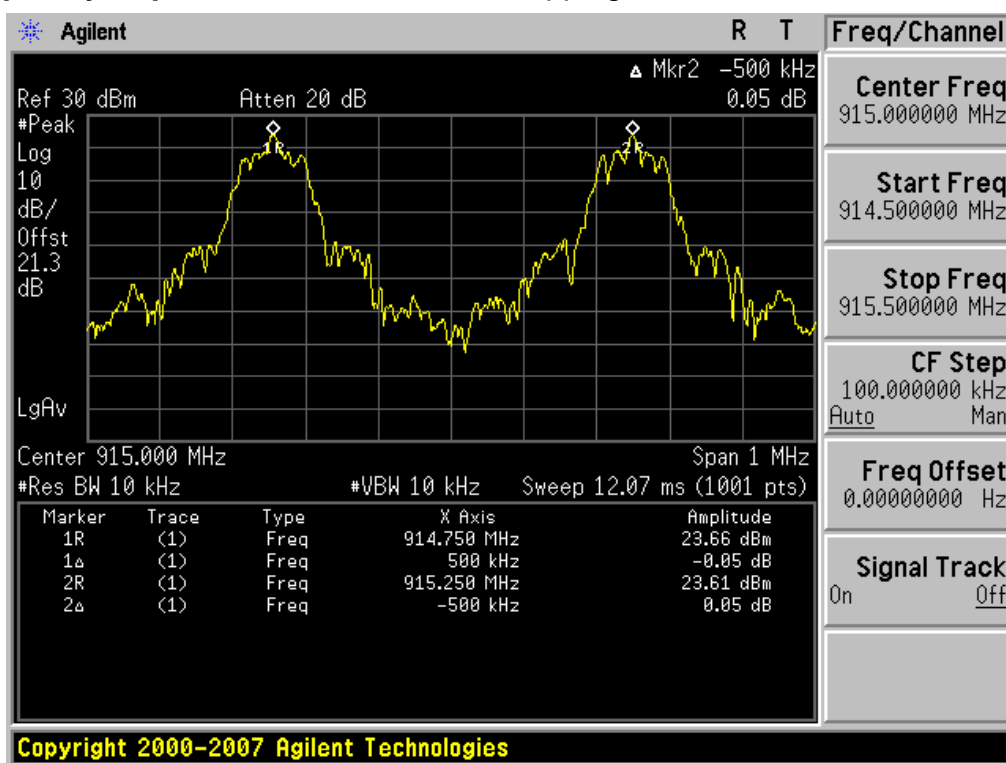 Agilent R T
Freq/Channel
Δ Mkr2 -500 kHz
Ref 30 dBm Atten 20 dB 0.05 dB
#Peak
Log
10
dB/
Offst
21.3
dB
LgAv
1R
2R
Center 915.000 MHz Span 1 MHz
#Res BW 10 kHz #VBW 10 kHz Sweep 12.07 ms (1001 pts)
Marker Trace Type X Axis Amplitude
1R (1) Freq 914.750 MHz 23.66 dBm
1Δ (1) Freq 500 kHz -0.05 dB
2R (1) Freq 915.250 MHz 23.61 dBm
2Δ (1) Freq -500 kHz 0.05 dB
Center Freq
915.000000 MHz
Start Freq
914.500000 MHz
Stop Freq
915.500000 MHz
CF Step
100.000000 kHz
Auto Man
Freq Offset
0.00000000 Hz
Signal Track
On Off
Copyright 2000-2007 Agilent Technologies